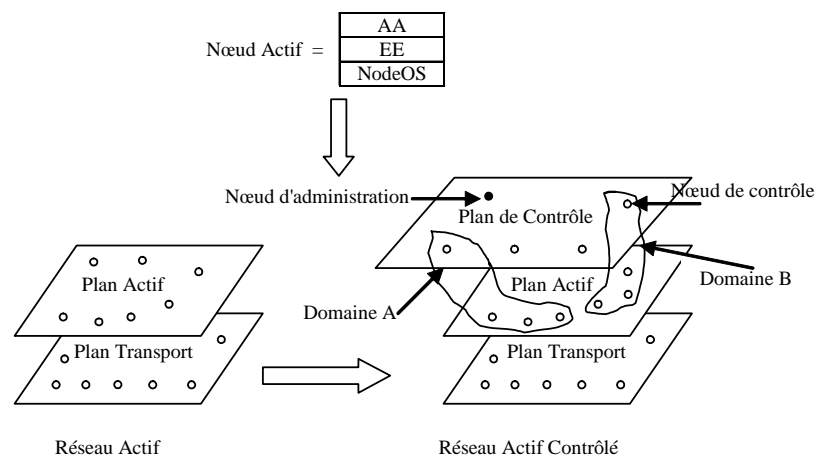 AA
Nœud Actif =
EE
NodeOS
Nœud d'administration
Nœud de contrôle
Plan de Contrôle
Plan Actif
Plan Actif
Domaine B
Domaine A
Plan Transport
Plan Transport
Réseau Actif
Réseau Actif Contrôlé